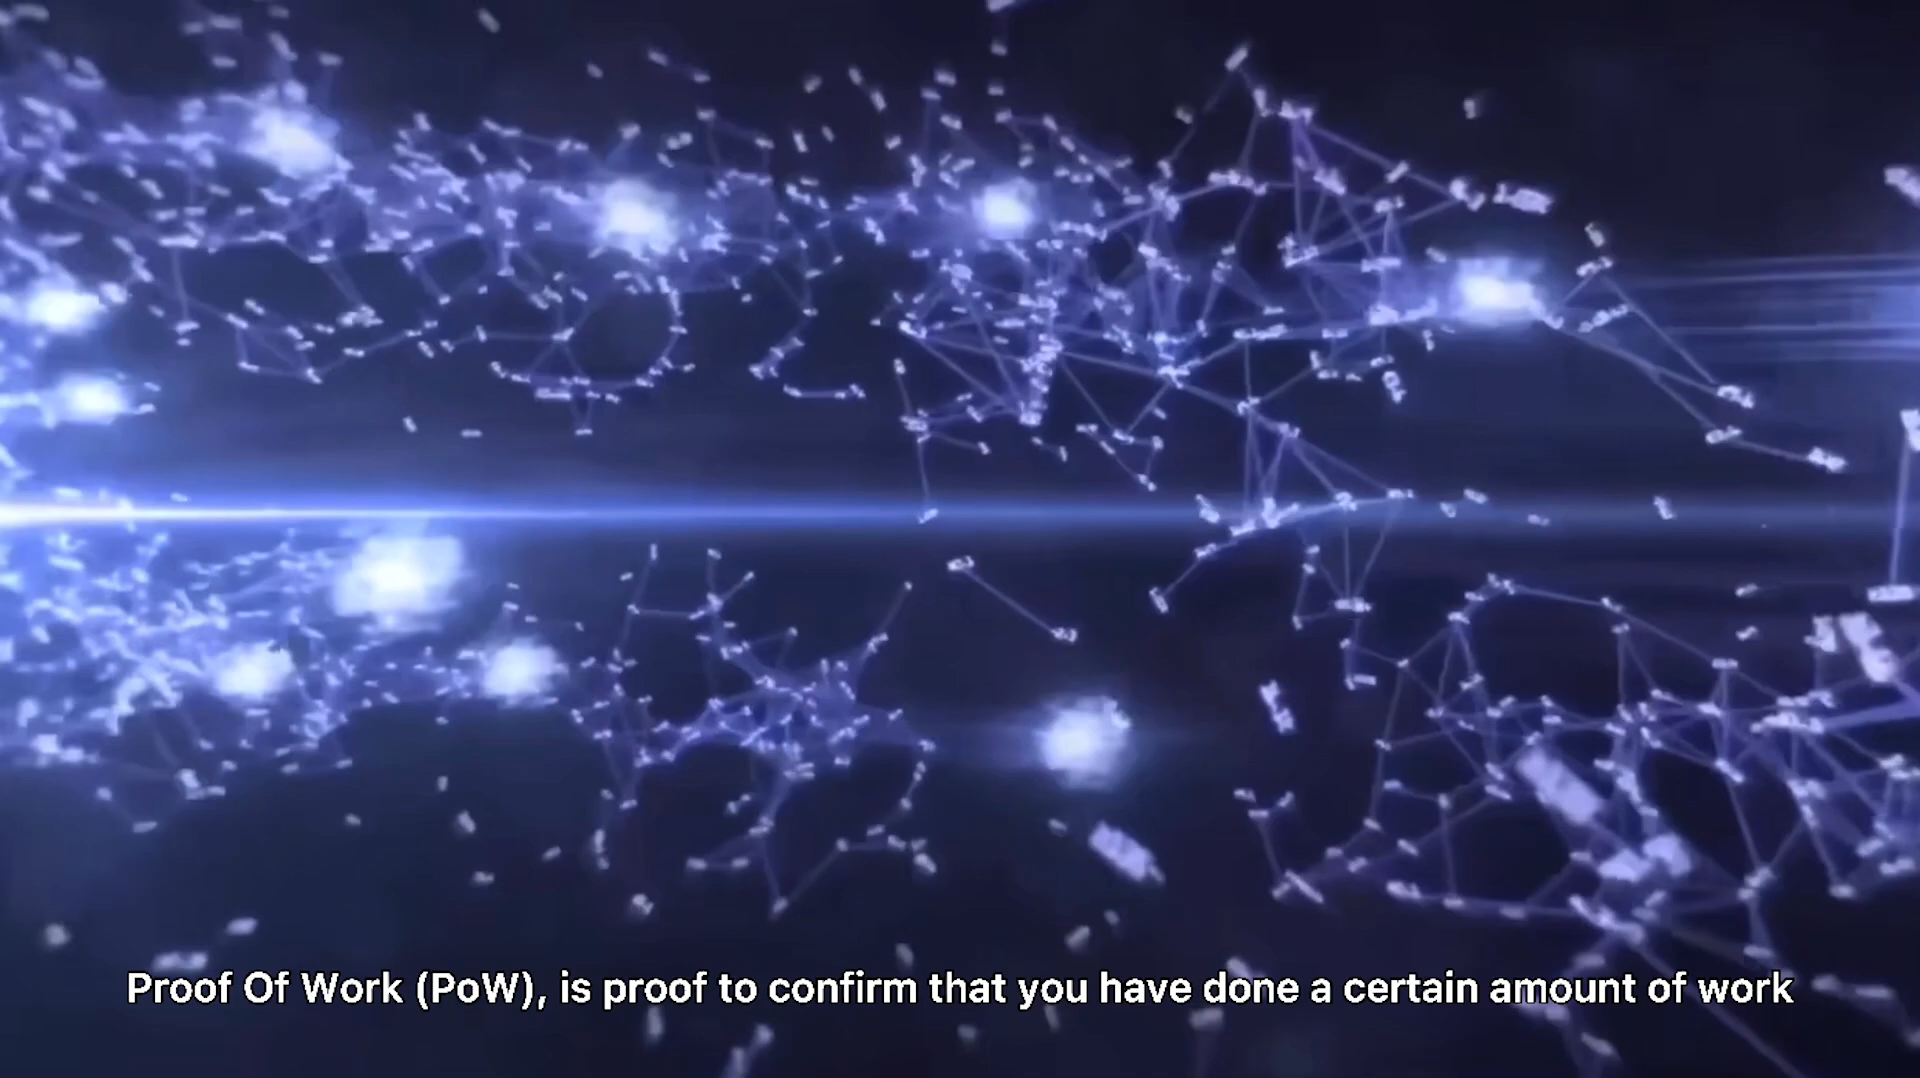 Proof Of Work (PoW), is proof to confirm that you have done a certain amount of work